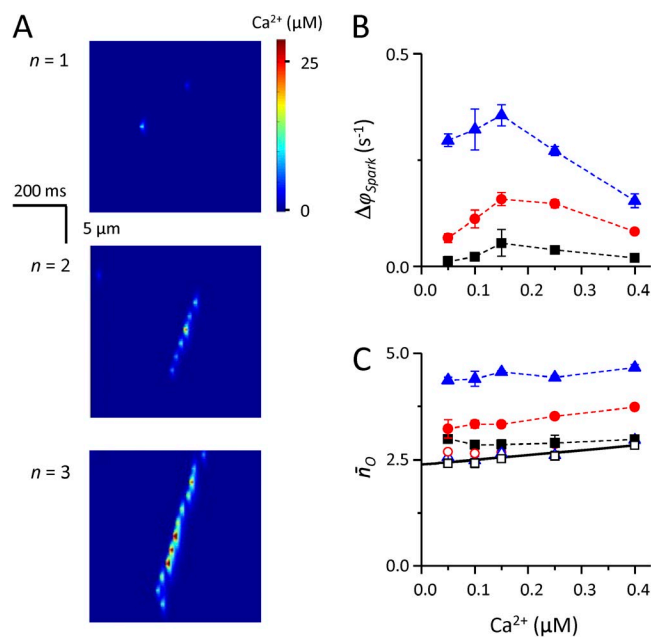 A
Ca²⁺ (μM)
n = 1
25
0
200 ms
5 μm
n = 2
n = 3
B
0.5
Δφ_Spark (s⁻¹)
0.0
0.0 0.1 0.2 0.3 0.4
C
5.0
n̄_O
2.5
0.0
0.0 0.1 0.2 0.3 0.4
Ca²⁺ (μM)